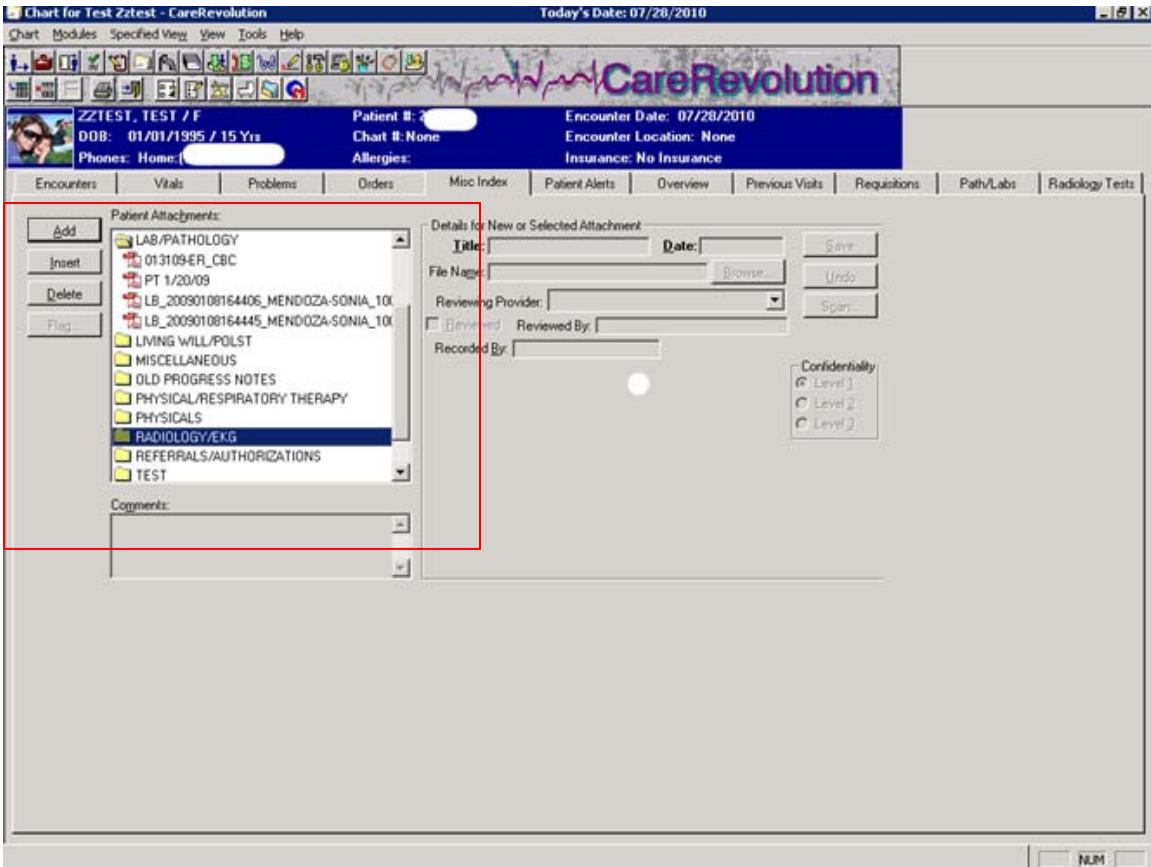 Chart for Test Zztest - CareRevolution Today's Date: 07/28/2010
Chart Modules Specified View View Tools Help
CareRevolution
ZZTEST, TEST / F Patient #: 2 Encounter Date: 07/28/2010
DOB: 01/01/1995 / 15 Yrs Chart #: None Encounter Location: None
Phones: Home:( Allergies: Insurance: No Insurance
Encounters Vitals Problems Orders Misc Index Patient Alerts Overview Previous Visits Requisitions Path/Labs Radiology Tests
Patient Attachments:
Add
Insert
Delete
Flag...
LAB/PATHOLOGY
013109-ER_CBC
PT 1/20/09
LB_20090108164406_MENDOZA-SONIA_100
LB_20090108164445_MENDOZA-SONIA_100
LIVING WILL/POLST
MISCELLANEOUS
OLD PROGRESS NOTES
PHYSICAL/RESPIRATORY THERAPY
PHYSICALS
RADIOLOGY/EKG
REFERRALS/AUTHORIZATIONS
TEST
Comments:
Details for New or Selected Attachment
Title: Date: Save
File Name: Browse... Undo
Reviewing Provider: Scan...
Reviewed Reviewed By:
Recorded By:
Confidentiality
Level 1
Level 2
Level 3
NUM